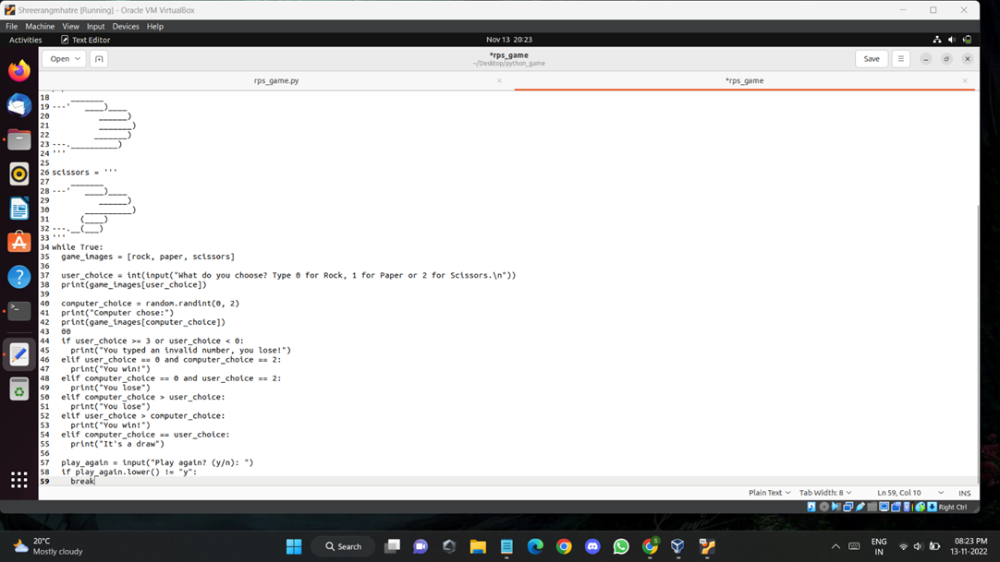 Shreerangmhatre [Running] - Oracle VM VirtualBox
File Machine View Input Devices Help
Activities Text Editor Nov 13 20:23
Open *rps_game Save
~/Desktop/python_game
rps_game.py *rps_game
18 _______
19 ---'   ____)____
20           ______)
21           _______)
22          _______)
23 ---.__________)
24 '''
25
26 scissors = '''
27     _______
28 ---'   ____)____
29           ______)
30        __________)
31       (____)
32 ---.__(___)
33 '''
34 while True:
35   game_images = [rock, paper, scissors]
36
37   user_choice = int(input("What do you choose? Type 0 for Rock, 1 for Paper or 2 for Scissors.\n"))
38   print(game_images[user_choice])
39
40   computer_choice = random.randint(0, 2)
41   print("Computer chose:")
42   print(game_images[computer_choice])
43   00
44   if user_choice >= 3 or user_choice < 0:
45     print("You typed an invalid number, you lose!")
46   elif user_choice == 0 and computer_choice == 2:
47     print("You win!")
48   elif computer_choice == 0 and user_choice == 2:
49     print("You lose")
50   elif computer_choice > user_choice:
51     print("You lose")
52   elif user_choice > computer_choice:
53     print("You win!")
54   elif computer_choice == user_choice:
55     print("It's a draw")
56
57   play_again = input("Play again? (y/n): ")
58   if play_again.lower() != "y":
59     break
Plain Text Tab Width: 8 Ln 59, Col 10 INS
Right Ctrl
20°C
Mostly cloudy
Search
ENG
IN
08:23 PM
13-11-2022